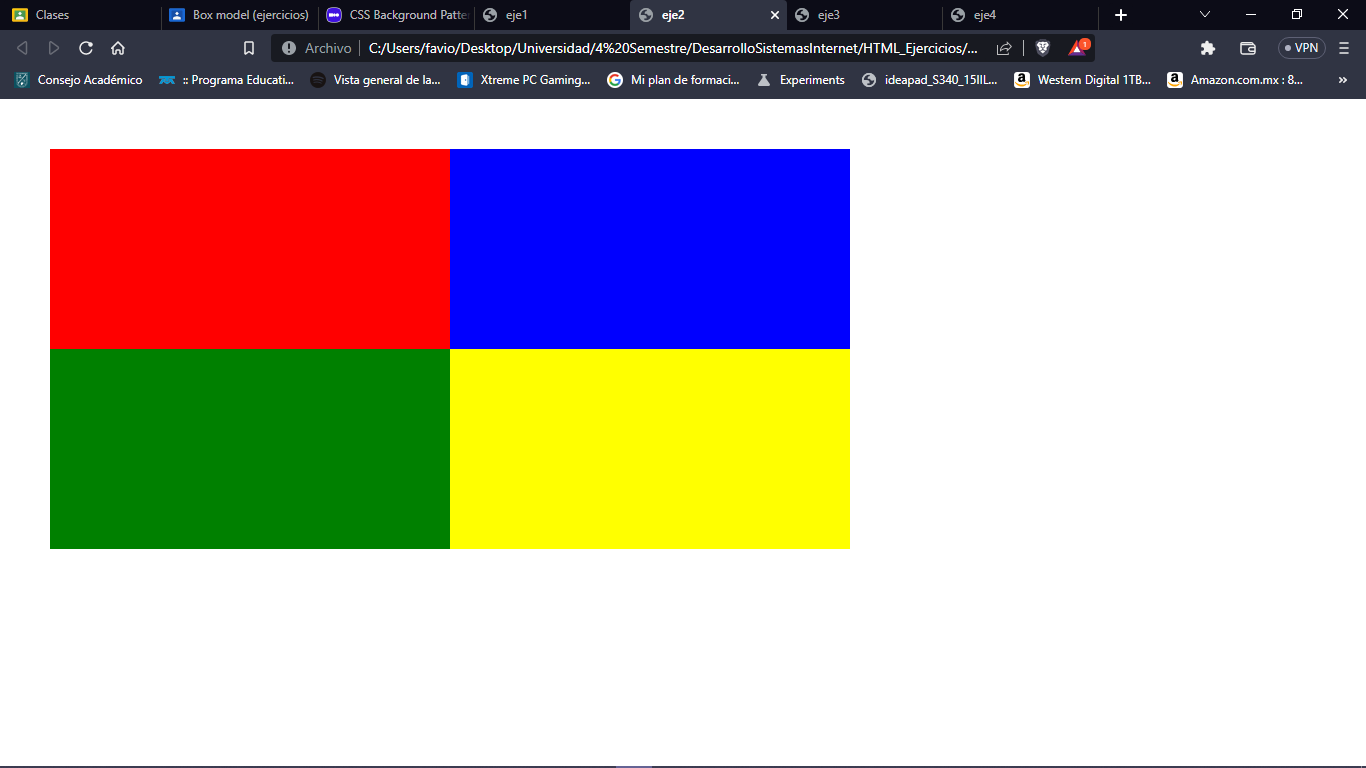 Clases
Box model (ejercicios)
CSS Background Patte
eje1
eje2
eje3
eje4
Archivo C:/Users/favio/Desktop/Universidad/4%20Semestre/DesarrolloSistemasInternet/HTML_Ejercicios/... 1 VPN
Consejo Académico
:: Programa Educati...
Vista general de la...
Xtreme PC Gaming...
Mi plan de formaci...
Experiments
ideapad_S340_15IIL...
Western Digital 1TB...
Amazon.com.mx : 8...
»